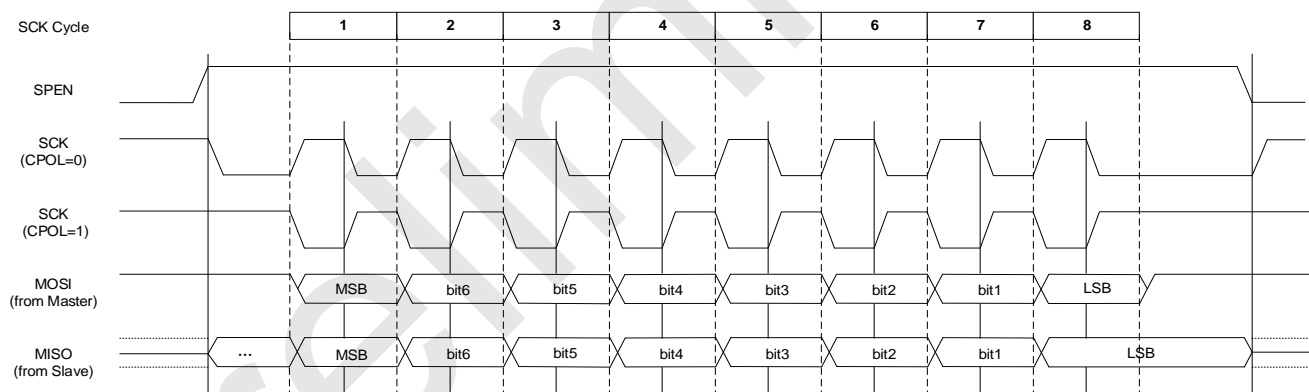 SCK Cycle 1 2 3 4 5 6 7 8
SPEN
SCK
(CPOL=0)
SCK
(CPOL=1)
MOSI
(from Master)
MSB bit6 bit5 bit4 bit3 bit2 bit1 LSB
MISO
(from Slave)
... MSB bit6 bit5 bit4 bit3 bit2 bit1 LSB
relim